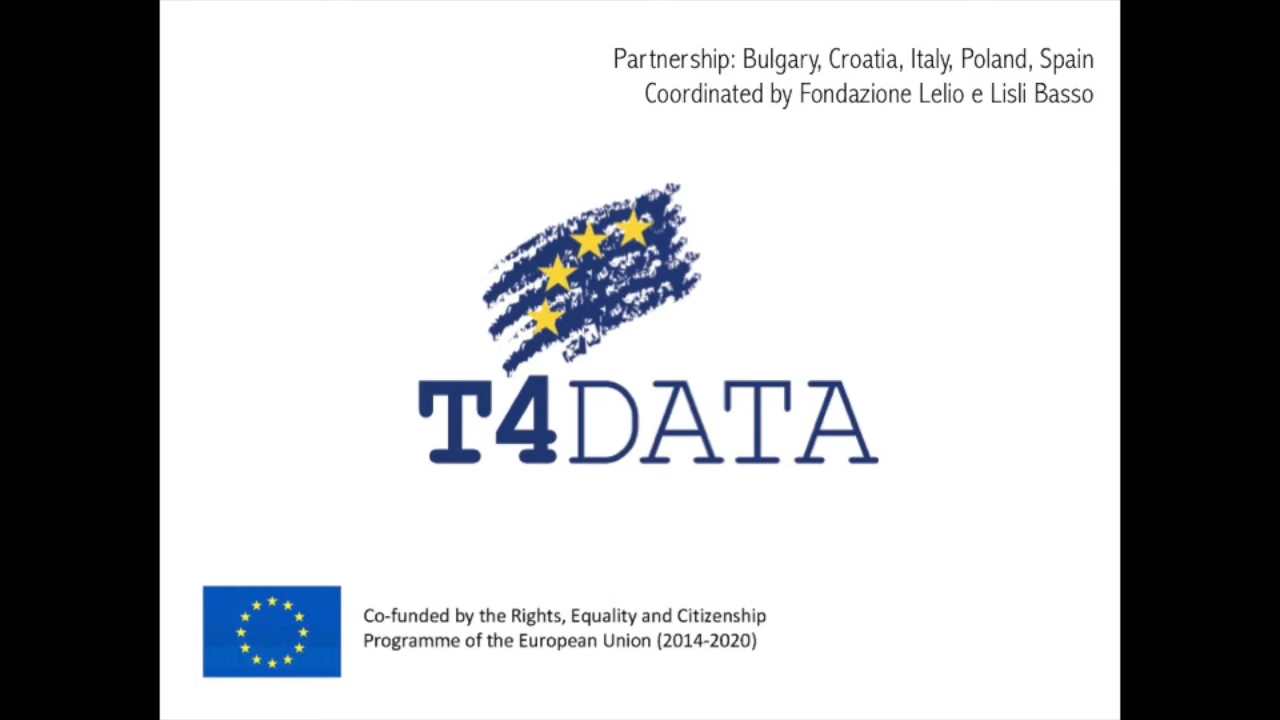 Partnership: Bulgary, Croatia, Italy, Poland, Spain
Coordinated by Fondazione Lelio e Lisli Basso
T4DATA
Co-funded by the Rights, Equality and Citizenship
Programme of the European Union (2014-2020)